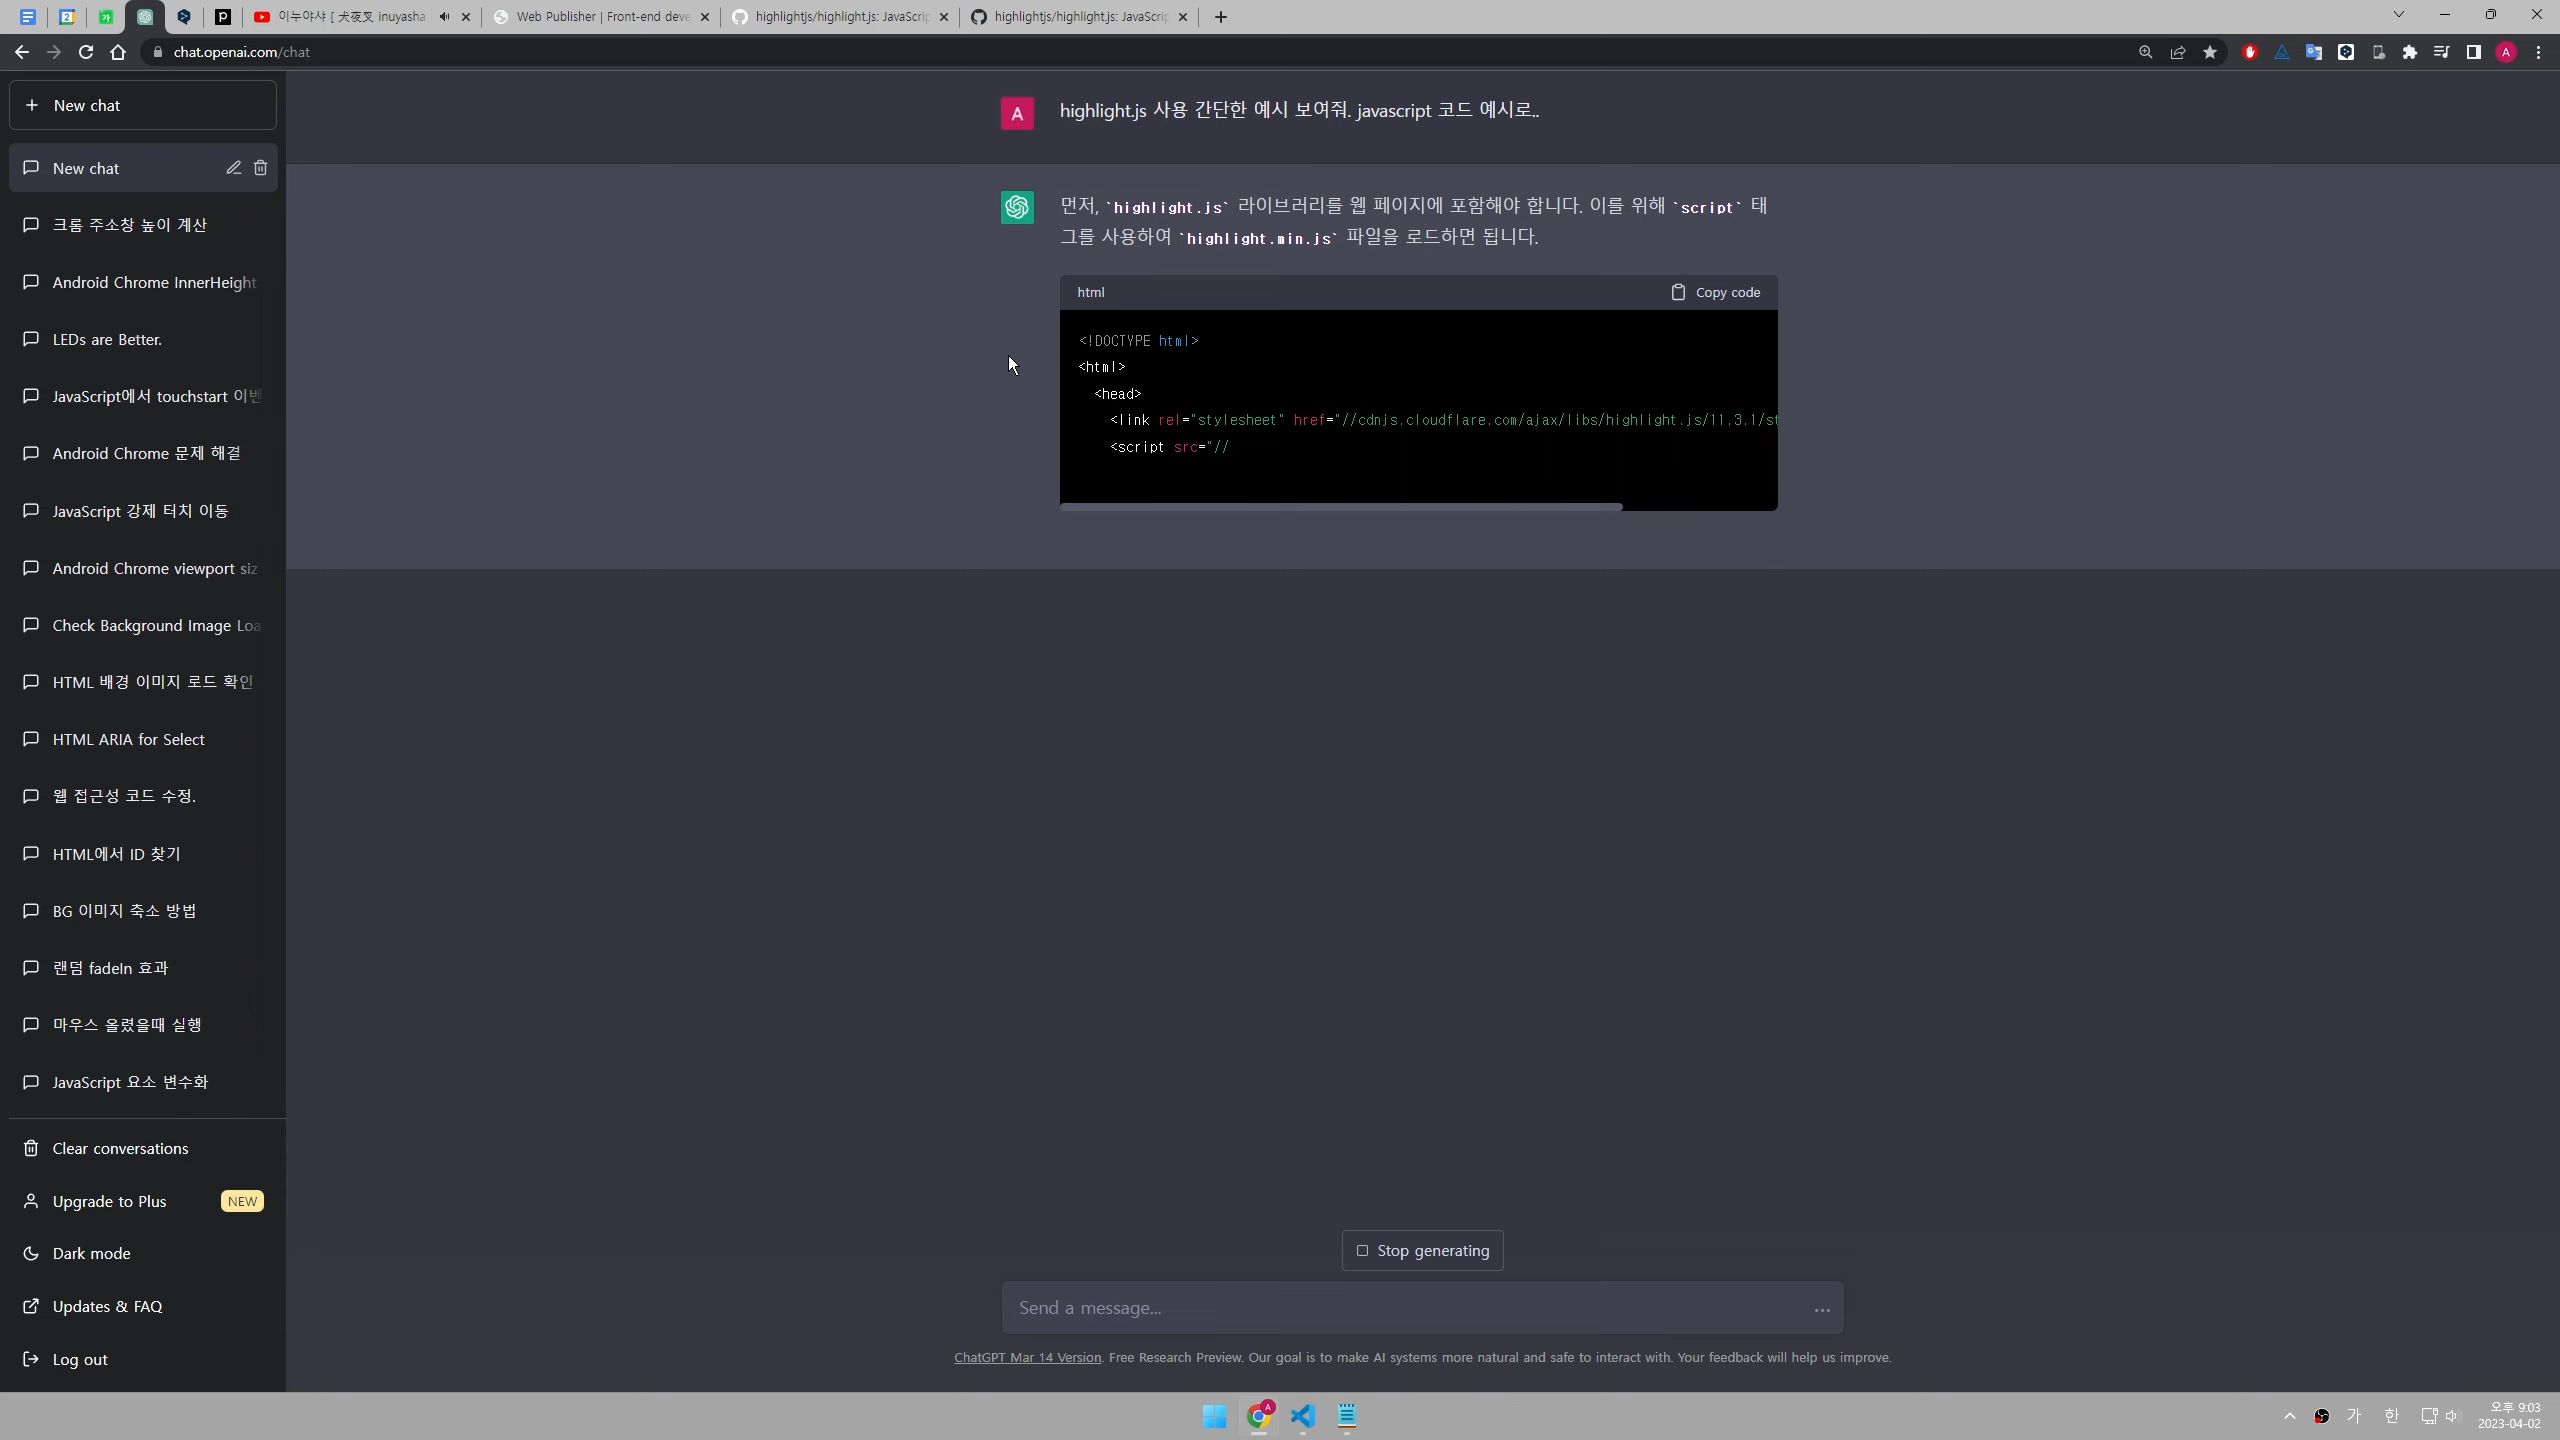 이누야샤 [ 犬夜叉 inuyasha
Web Publisher | Front-end deve
highlightjs/highlight.js: JavaScrip
highlightjs/highlight.js: JavaScrip
chat.openai.com/chat
A
New chat
New chat
크롬 주소창 높이 계산
Android Chrome InnerHeight
LEDs are Better.
JavaScript에서 touchstart 이벤
Android Chrome 문제 해결
JavaScript 강제 터치 이동
Android Chrome viewport siz
Check Background Image Loa
HTML 배경 이미지 로드 확인
HTML ARIA for Select
웹 접근성 코드 수정.
HTML에서 ID 찾기
BG 이미지 축소 방법
랜덤 fadeIn 효과
마우스 올렸을때 실행
JavaScript 요소 변수화
Clear conversations
Upgrade to Plus NEW
Dark mode
Updates & FAQ
Log out
A
highlight.js 사용 간단한 예시 보여줘. javascript 코드 예시로..
먼저, `highlight.js` 라이브러리를 웹 페이지에 포함해야 합니다. 이를 위해 `script` 태
그를 사용하여 `highlight.min.js` 파일을 로드하면 됩니다.
html Copy code
<!DOCTYPE html>
<html>
<head>
<link rel="stylesheet" href="//cdnjs.cloudflare.com/ajax/libs/highlight.js/11.3.1/st
<script src="//
Stop generating
Send a message...
ChatGPT Mar 14 Version. Free Research Preview. Our goal is to make AI systems more natural and safe to interact with. Your feedback will help us improve.
A
가 한
오후 9:03
2023-04-02